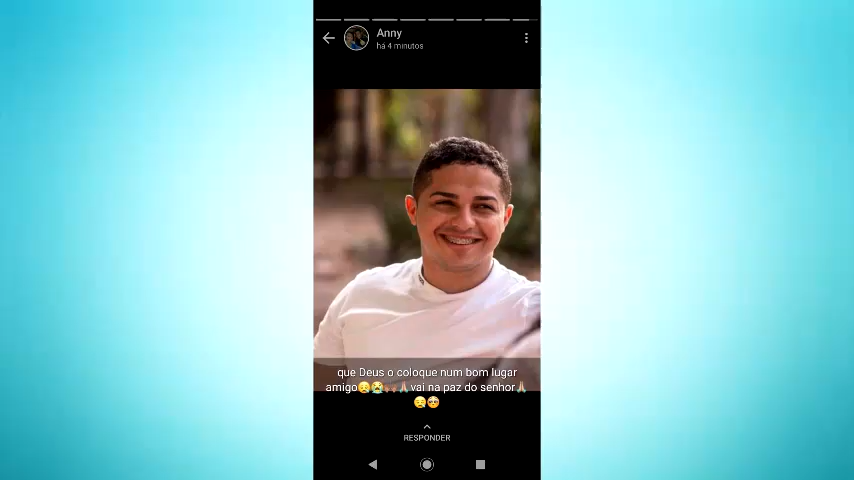 Anny
há 4 minutos
que Deus o coloque num bom lugar
amigo😥😭🙏🏽🙏🏽vai na paz do senhor🙏🏽
😥🥺
RESPONDER